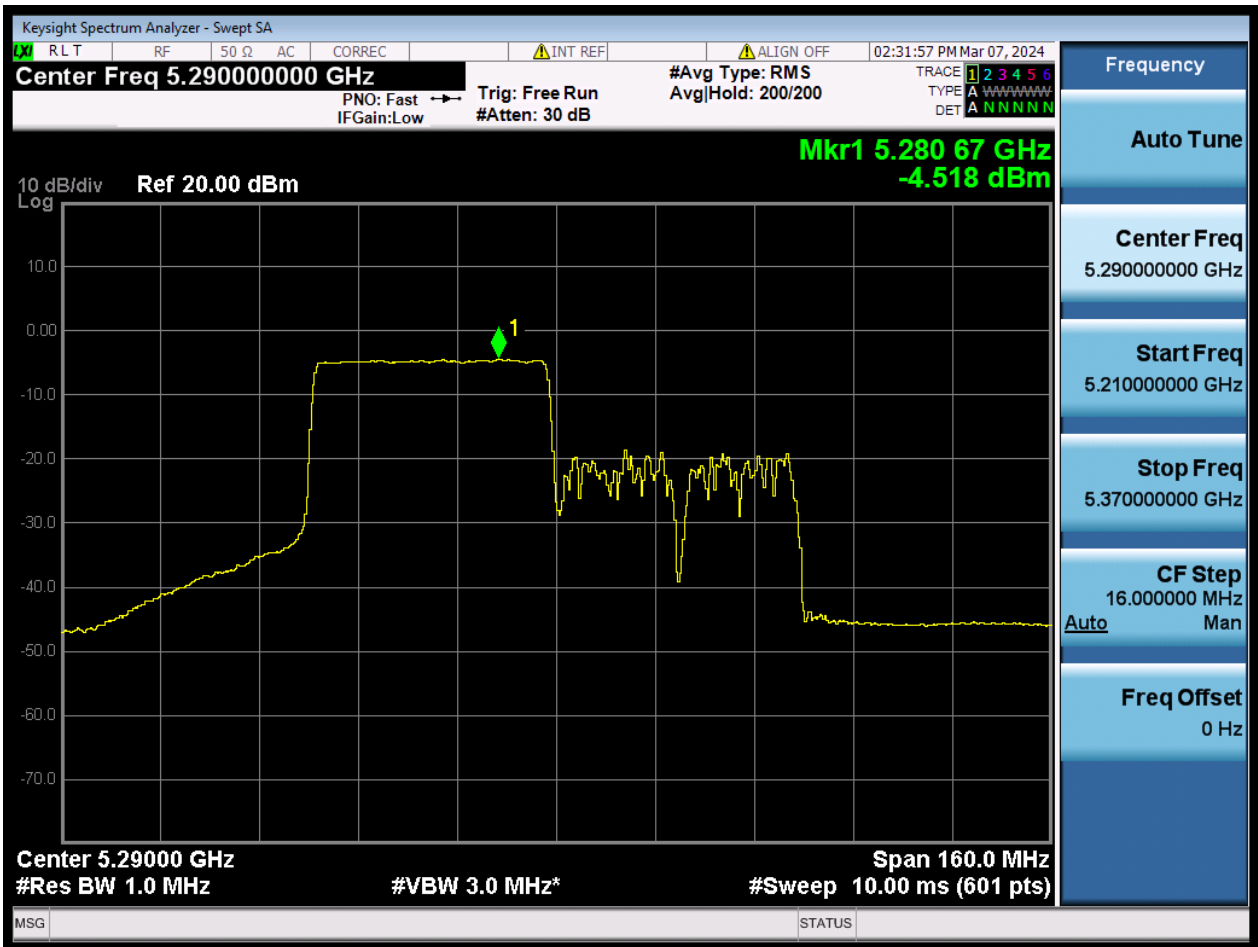 Keysight Spectrum Analyzer - Swept SA
LXI RLT RF 50 Ω AC CORREC INT REF ALIGN OFF 02:31:57 PM Mar 07, 2024
Center Freq 5.290000000 GHz
PNO: Fast
IFGain:Low
Trig: Free Run
#Atten: 30 dB
#Avg Type: RMS
Avg|Hold: 200/200
TRACE 1 2 3 4 5 6
TYPE A WWWWW
DET A N N N N N
Mkr1 5.280 67 GHz
-4.518 dBm
10 dB/div Ref 20.00 dBm
Log
10.0
0.00
-10.0
-20.0
-30.0
-40.0
-50.0
-60.0
-70.0
1
Center 5.29000 GHz Span 160.0 MHz
#Res BW 1.0 MHz #VBW 3.0 MHz* #Sweep 10.00 ms (601 pts)
MSG STATUS
Frequency
Auto Tune
Center Freq
5.290000000 GHz
Start Freq
5.210000000 GHz
Stop Freq
5.370000000 GHz
CF Step
16.000000 MHz
Auto Man
Freq Offset
0 Hz